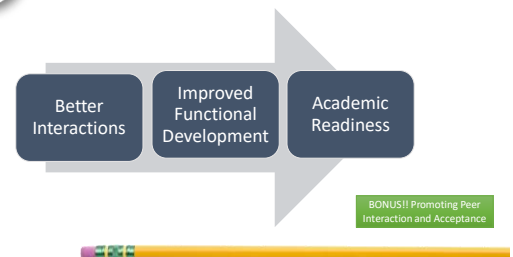 Better
Interactions
Improved
Functional
Development
Academic
Readiness
BONUS!! Promoting Peer
Interaction and Acceptance